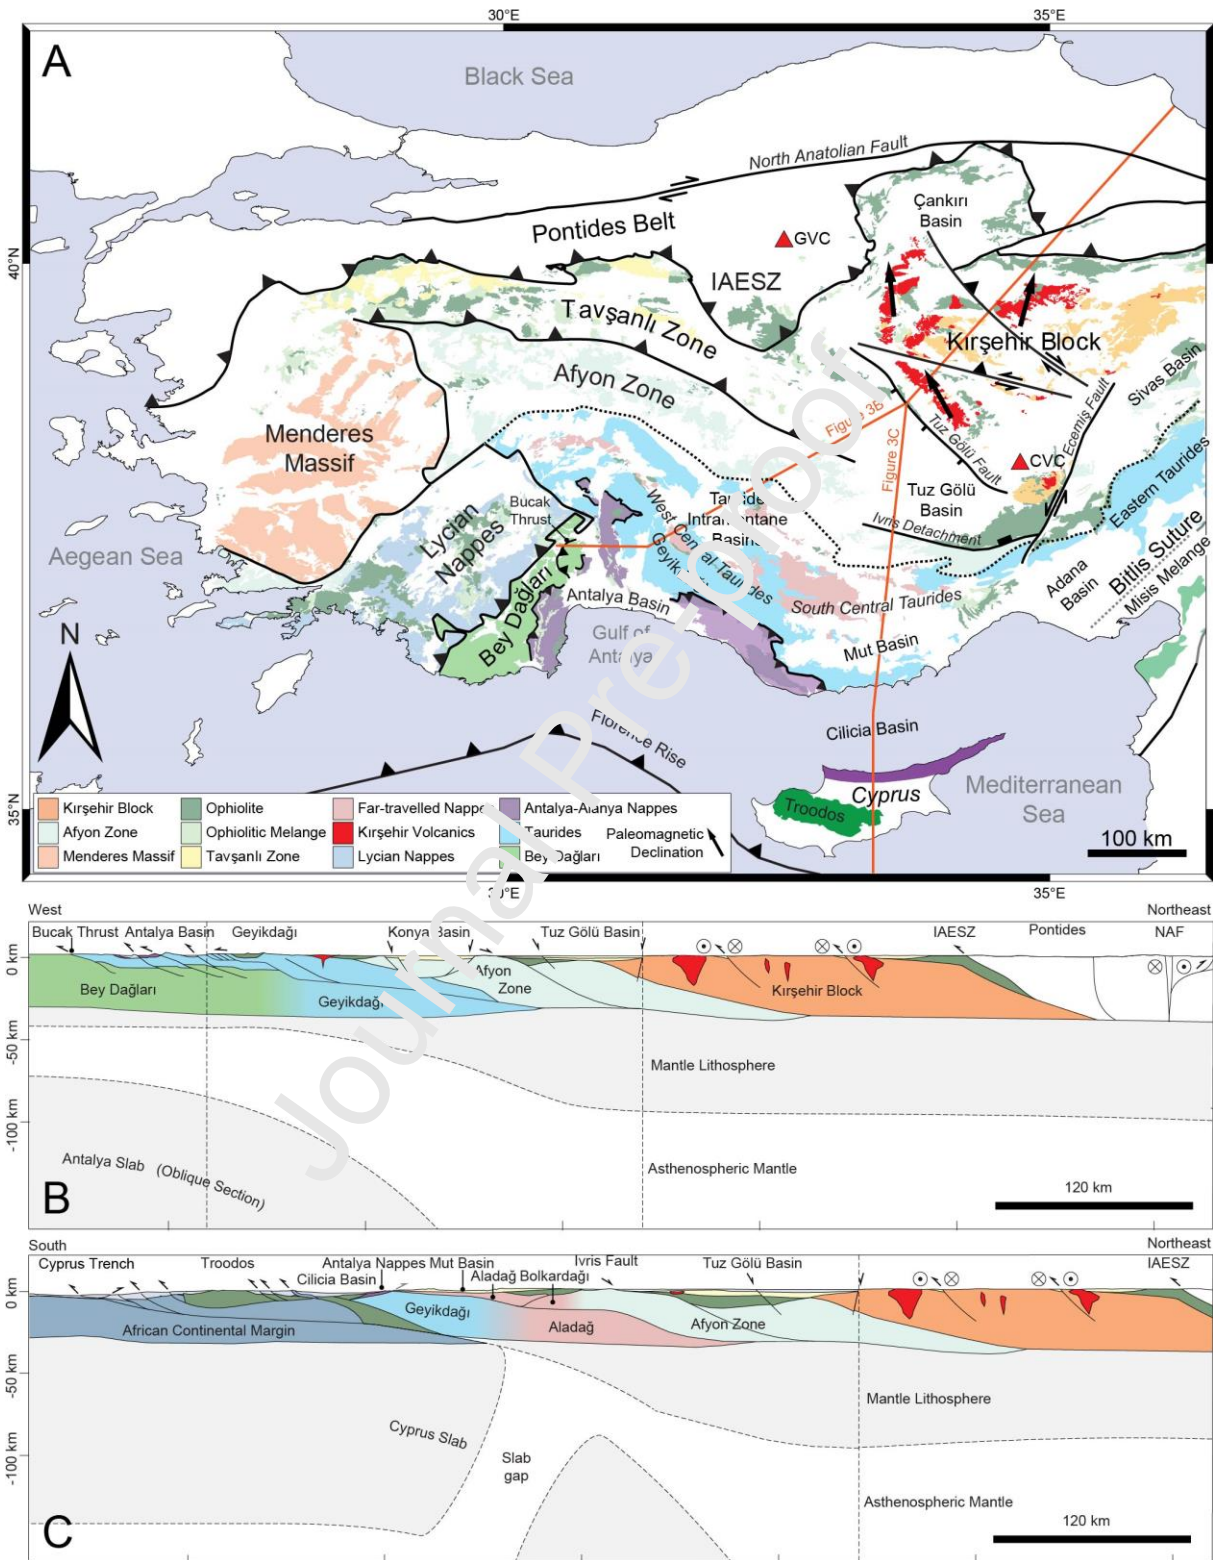 30°E
35°E
A
Black Sea
North Anatolian Fault
Çankırı
Basin
Pontides Belt
GVC
40°N
IAESZ
Tavşanlı Zone
Kırşehir Block
Afyon Zone
Sivas Basin
Figure 3B
Ecemiş Fault
Menderes
Massif
Figure 3C
Tuz Gölü Fault
CVC
Eastern Taurides
Bucak
Thrust
Tuz Gölü
Basin
Lycian
Nappes
Intramontane
Basin
West Central Taurides
Ivris Detachment
Aegean Sea
Bitlis Suture
Adana
Basin
Misis Melange
Bey Dağları
Antalya Basin
South Central Taurides
N
Gulf of
Antalya
Mut Basin
Florence Rise
Cilicia Basin
Mediterranean
Sea
Cyprus
Troodos
35°N
100 km
Kırşehir Block
Ophiolite
Far-travelled Nappe
Antalya-Alanya Nappes
Afyon Zone
Ophiolitic Melange
Kırşehir Volcanics
Taurides
Menderes Massif
Tavşanlı Zone
Lycian Nappes
Bey Dağları
Paleomagnetic
Declination
30°E
35°E
Journal Pre-proof
West
Northeast
Bucak Thrust
Antalya Basin
Geyikdağı
Konya Basin
Tuz Gölü Basin
IAESZ
Pontides
NAF
0 km
Bey Dağları
Geyikdağı
Afyon
Zone
Kırşehir Block
-50 km
Mantle Lithosphere
-100 km
Antalya Slab (Oblique Section)
Asthenospheric Mantle
B
120 km
South
Northeast
Cyprus Trench
Troodos
Antalya Nappes
Mut Basin
Ivris Fault
Tuz Gölü Basin
IAESZ
Cilicia Basin
Aladağ
Bolkardağı
0 km
Geyikdağı
African Continental Margin
Aladağ
Afyon Zone
-50 km
Mantle Lithosphere
Cyprus Slab
Slab
gap
-100 km
Asthenospheric Mantle
C
120 km